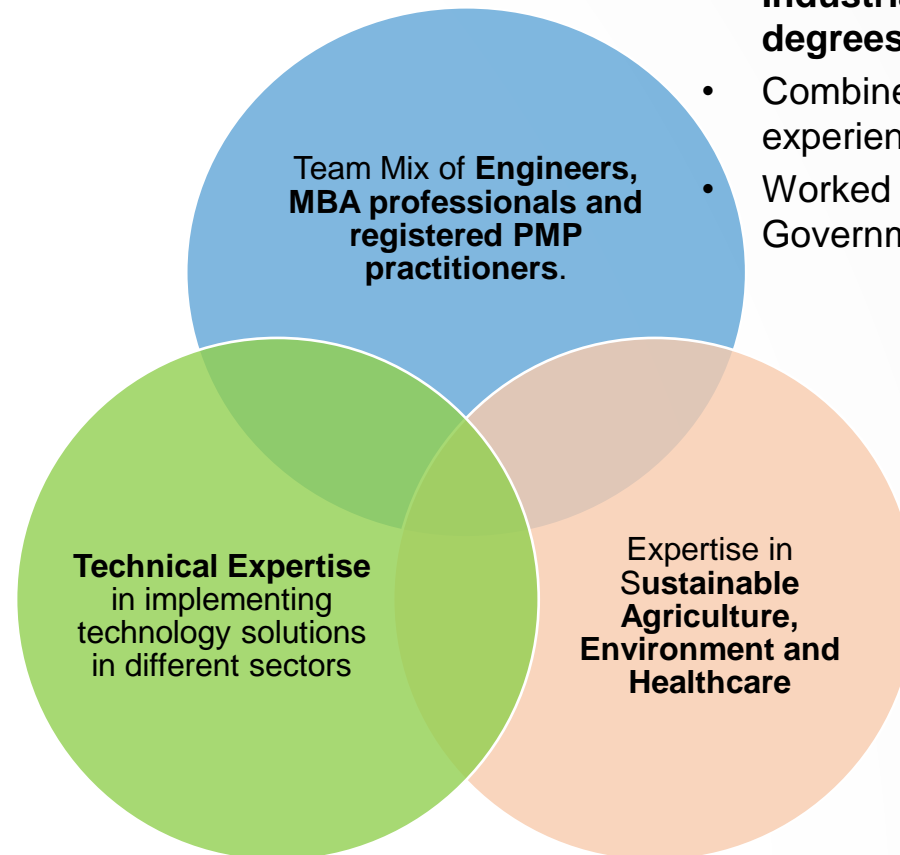 degrees
•
experien
• Worked
Governm
Team Mix of Engineers,
MBA professionals and
registered PMP
practitioners.
Technical Expertise
in implementing
technology solutions
in different sectors
Expertise in
Sustainable
Agriculture,
Environment and
Healthcare